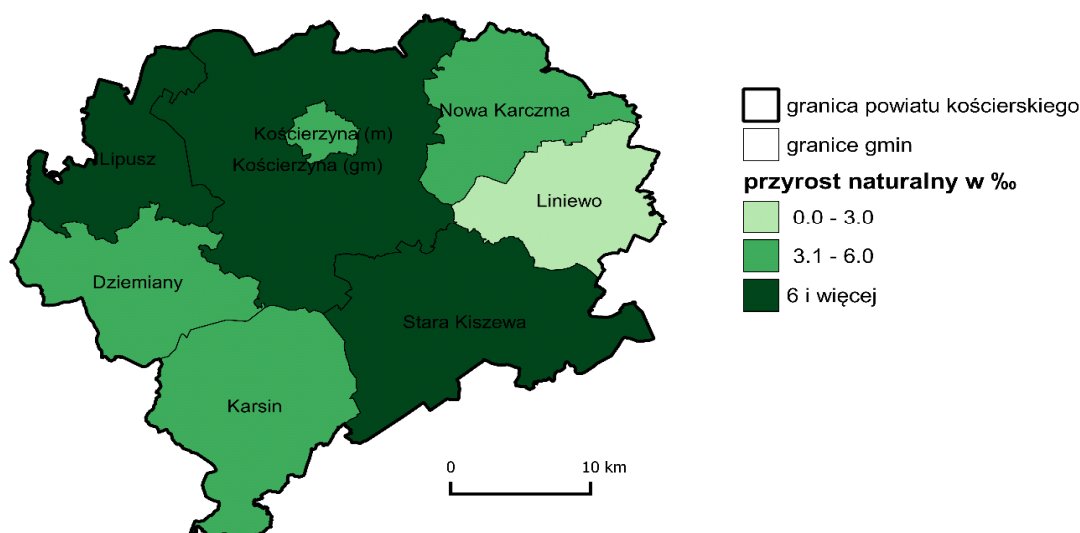 Nowa Karczma
Kościerzyna (m)
Lipusz
Kościerzyna (gm)
Liniewo
Dziemiany
Stara Kiszewa
Karsin
0 10 km
granica powiatu kościerskiego
granice gmin
przyrost naturalny w ‰
0.0 - 3.0
3.1 - 6.0
6 i więcej